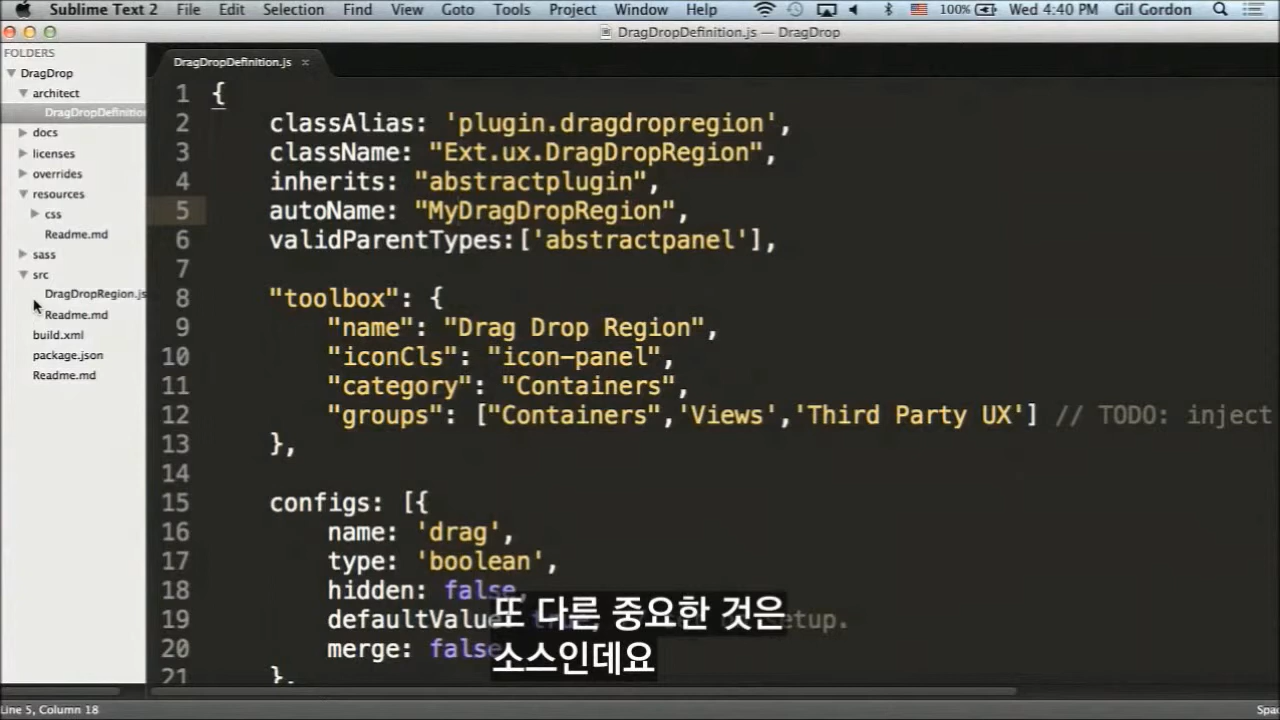 Sublime Text 2 File Edit Selection Find View Goto Tools Project Window Help 100% Wed 4:40 PM Gil Gordon
DragDropDefinition.js — DragDrop
FOLDERS
DragDrop
architect
DragDropDefinitio
docs
licenses
overrides
resources
css
Readme.md
sass
src
DragDropRegion.js
Readme.md
build.xml
package.json
Readme.md
DragDropDefinition.js ×
1 {
2 classAlias: 'plugin.dragdropregion',
3 className: "Ext.ux.DragDropRegion",
4 inherits: "abstractplugin",
5 autoName: "MyDragDropRegion",
6 validParentTypes:['abstractpanel'],
7
8 "toolbox": {
9 "name": "Drag Drop Region",
10 "iconCls": "icon-panel",
11 "category": "Containers",
12 "groups": ["Containers",'Views','Third Party UX'] // TODO: inject
13 },
14
15 configs: [{
16 name: 'drag',
17 type: 'boolean',
18 hidden: false,
19 defaultValue setup.
20 merge: false
21 },
또 다른 중요한 것은
소스인데요
Line 5, Column 18
Spac